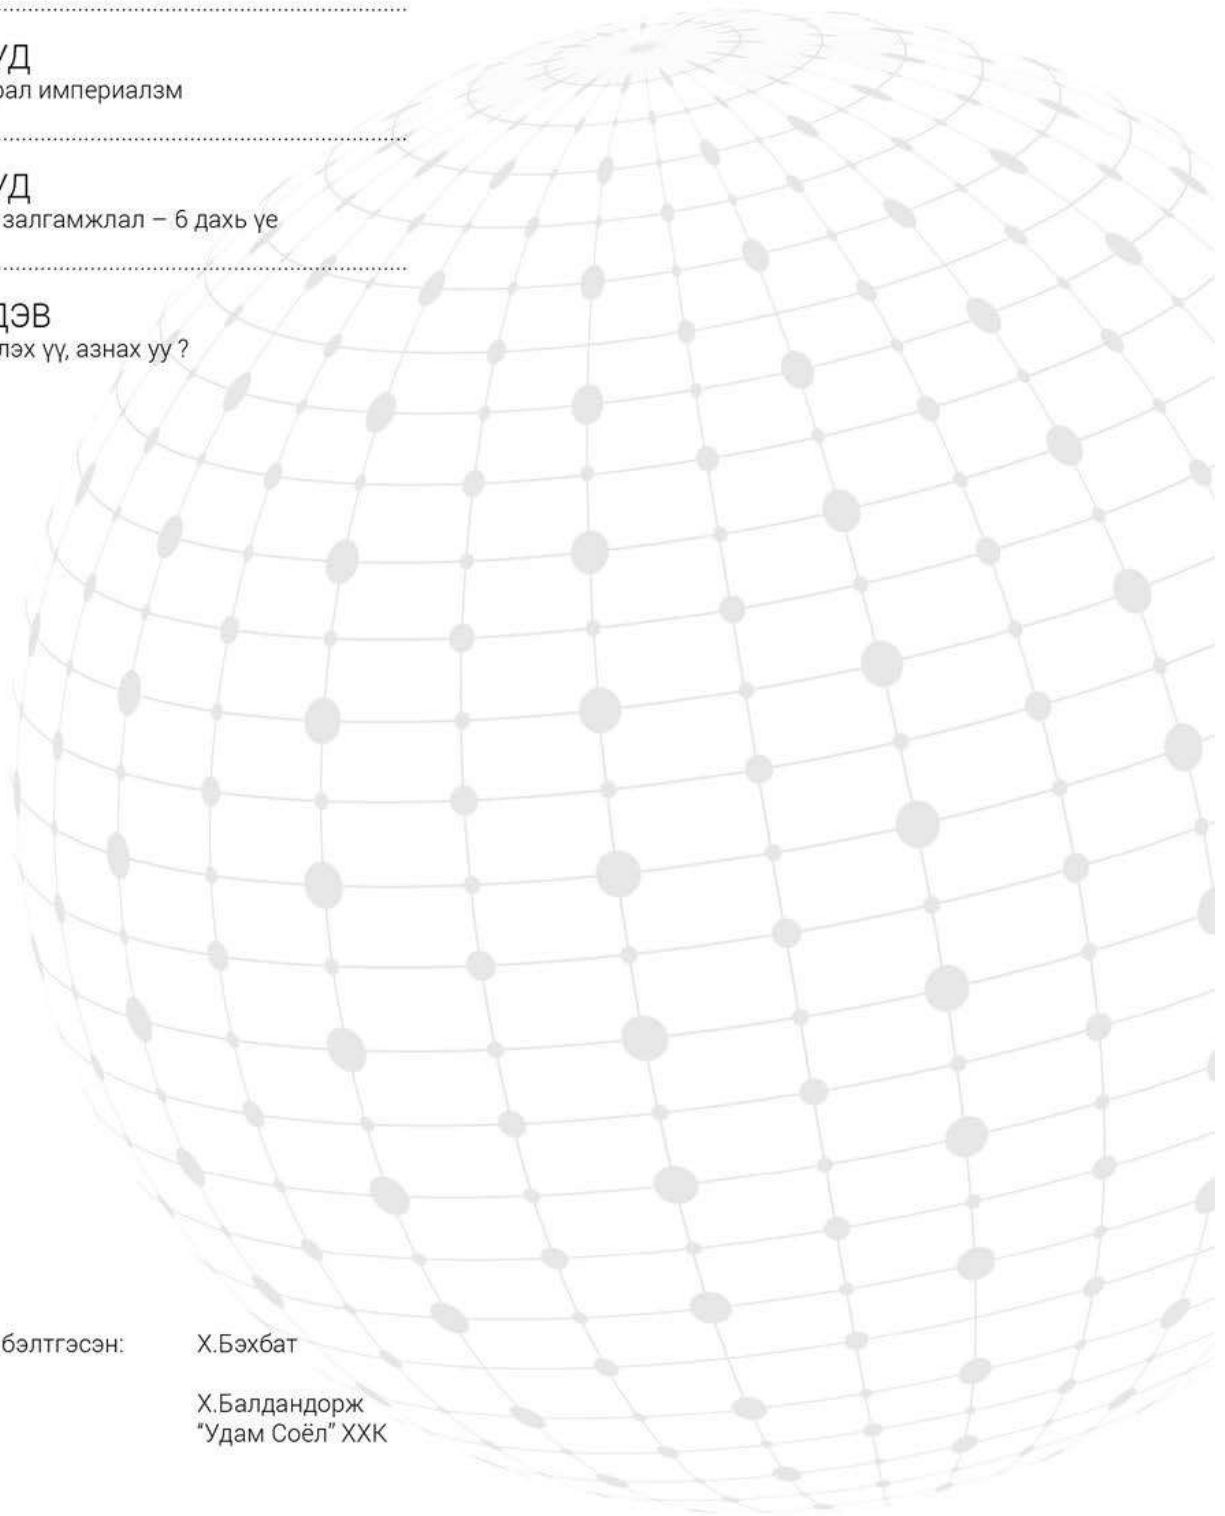 УД
рал империалзм
УД
залгамжлал – 6 дахь үе
ДЭВ
лэх үү, азнах уу ?
бэлтгэсэн: Х.Бэхбат
Х.Балдандорж
“Удам Соёл” ХХК